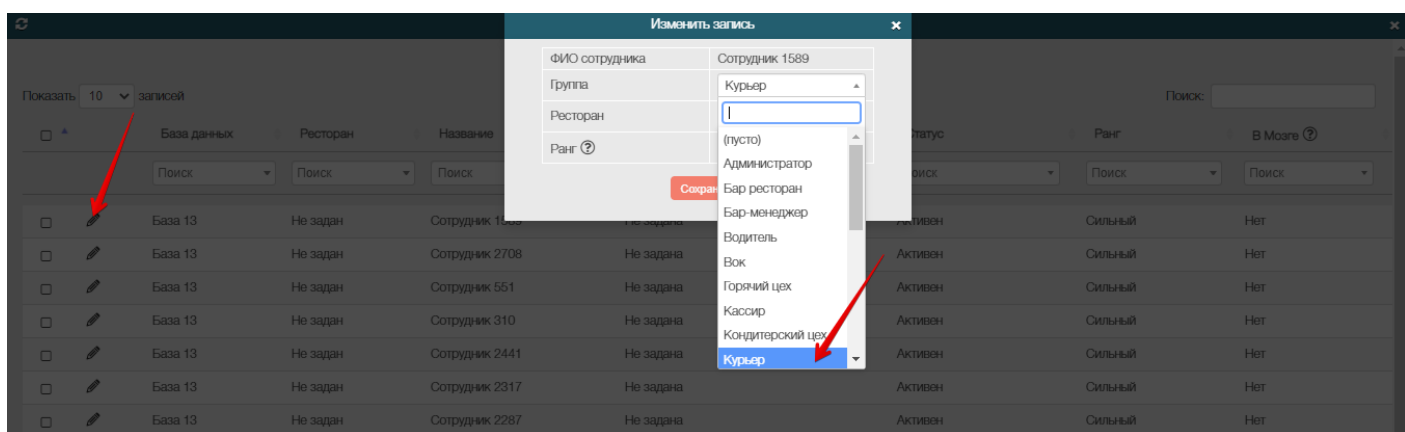 Изменить запись
ФИО сотрудника Сотрудник 1589
Группа Курьер
Ресторан
Ранг
(пусто)
Администратор
Бар ресторан
Бар-менеджер
Водитель
Вок
Горячий цех
Кассир
Кондитерский цех
Курьер
Показать 10 записей Поиск:
База данных Ресторан Название Статус Ранг В Мозге
Поиск Поиск Поиск Поиск Поиск Поиск
База 13 Не задан Сотрудник 1589 Не задана Активен Сильный Нет
База 13 Не задан Сотрудник 2708 Не задана Активен Сильный Нет
База 13 Не задан Сотрудник 551 Не задана Активен Сильный Нет
База 13 Не задан Сотрудник 310 Не задана Активен Сильный Нет
База 13 Не задан Сотрудник 2441 Не задана Активен Сильный Нет
База 13 Не задан Сотрудник 2317 Не задана Активен Сильный Нет
База 13 Не задан Сотрудник 2287 Не задана Активен Сильный Нет